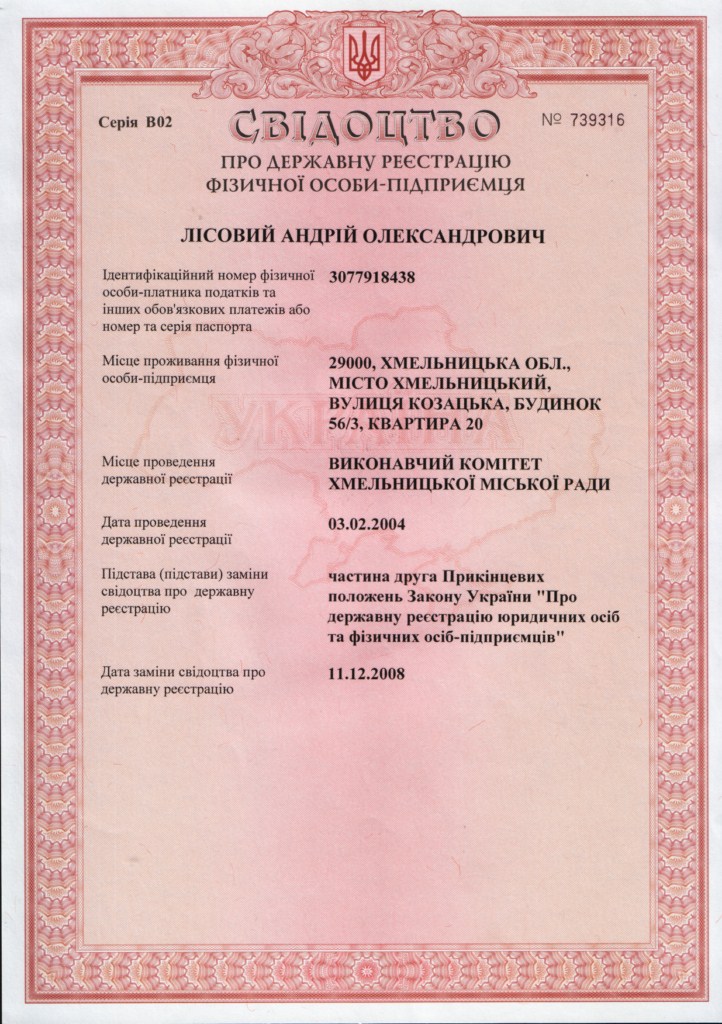 Серія В02
СВІДОЦТВО
№ 739316
ПРО ДЕРЖАВНУ РЕЄСТРАЦІЮ
ФІЗИЧНОЇ ОСОБИ-ПІДПРИЄМЦЯ
ЛІСОВИЙ АНДРІЙ ОЛЕКСАНДРОВИЧ
Ідентифікаційний номер фізичної
особи-платника податків та
інших обов'язкових платежів або
номер та серія паспорта
3077918438
Місце проживання фізичної
особи-підприємця
29000, ХМЕЛЬНИЦЬКА ОБЛ.,
МІСТО ХМЕЛЬНИЦЬКИЙ,
ВУЛИЦЯ КОЗАЦЬКА, БУДИНОК
56/3, КВАРТИРА 20
УКРАЇНА
Місце проведення
державної реєстрації
ВИКОНАВЧИЙ КОМІТЕТ
ХМЕЛЬНИЦЬКОЇ МІСЬКОЇ РАДИ
Дата проведення
державної реєстрації
03.02.2004
Підстава (підстави) заміни
свідоцтва про державну
реєстрацію
частина друга Прикінцевих
положень Закону України "Про
державну реєстрацію юридичних осіб
та фізичних осіб-підприємців"
Дата заміни свідоцтва про
державну реєстрацію
11.12.2008